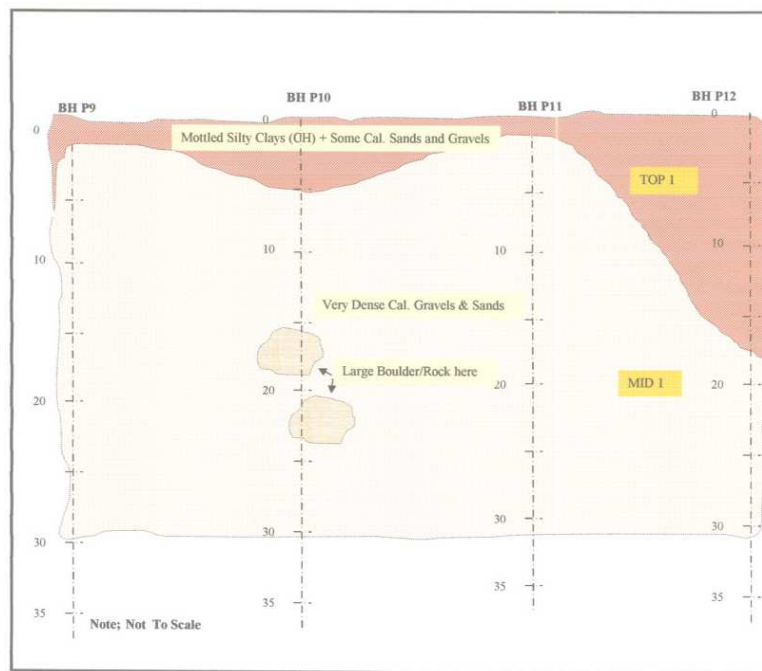 BH P9
BH P10
BH P11
BH P12
0
0
0
0
Mottled Silty Clays (OH) + Some Cal. Sands and Gravels
TOP 1
10
10
10
10
Very Dense Cal. Gravels & Sands
Large Boulder/Rock here
MID 1
20
20
20
20
30
30
30
30
35
35
35
35
Note; Not To Scale